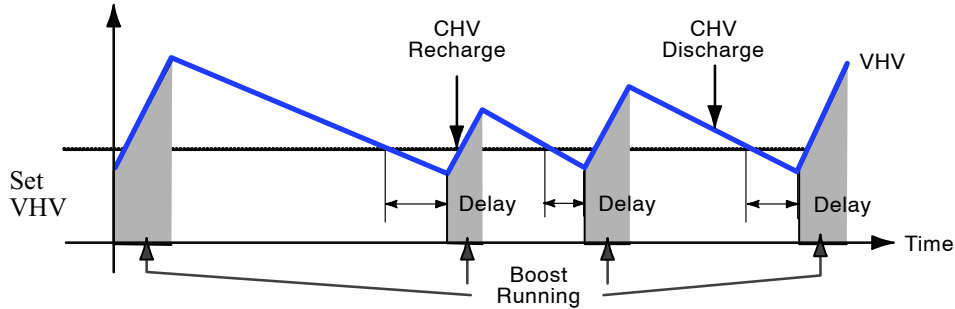 CHV
Recharge
CHV
Discharge
VHV
Set
VHV
Delay
Delay
Delay
Time
Boost
Running